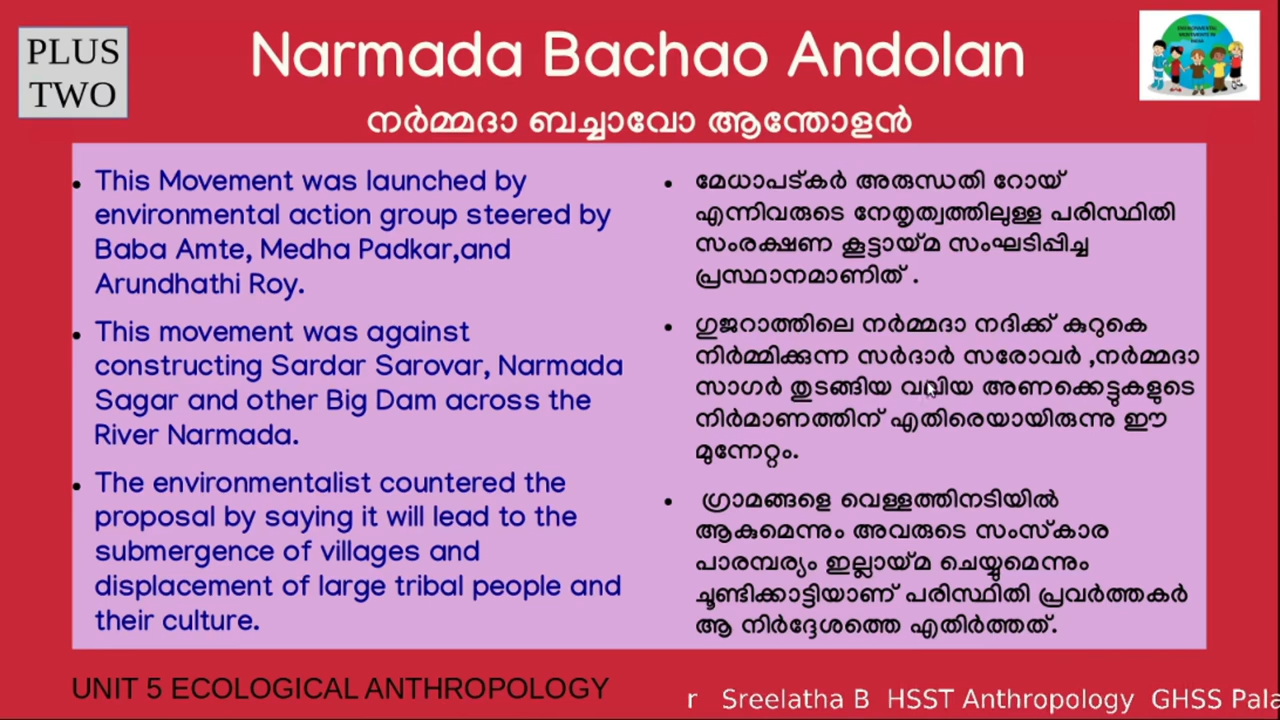 PLUS
TWO
Narmada Bachao Andolan
നർമ്മദാ ബച്ചാവോ ആന്തോളൻ
ENVIRONMENTAL
MOVEMENTS IN
INDIA
• This Movement was launched by
environmental action group steered by
Baba Amte, Medha Padkar,and
Arundhathi Roy.
• This movement was against
constructing Sardar Sarovar, Narmada
Sagar and other Big Dam across the
River Narmada.
• The environmentalist countered the
proposal by saying it will lead to the
submergence of villages and
displacement of large tribal people and
their culture.
• മേധാപട്കർ അരുന്ധതി റോയ്
എന്നിവരുടെ നേതൃത്വത്തിലുള്ള പരിസ്ഥിതി
സംരക്ഷണ കൂട്ടായ്മ സംഘടിപ്പിച്ച
പ്രസ്ഥാനമാണിത് .
• ഗുജറാത്തിലെ നർമ്മദാ നദിക്ക് കുറുകെ
നിർമ്മിക്കുന്ന സർദാർ സരോവർ ,നർമ്മദാ
സാഗർ തുടങ്ങിയ വലിയ അണക്കെട്ടുകളുടെ
നിർമാണത്തിന് എതിരെയായിരുന്നു ഈ
മുന്നേറ്റം.
• ഗ്രാമങ്ങളെ വെള്ളത്തിനടിയിൽ
ആകുമെന്നും അവരുടെ സംസ്കാര
പാരമ്പര്യം ഇല്ലായ്മ ചെയ്യുമെന്നും
ചൂണ്ടിക്കാട്ടിയാണ് പരിസ്ഥിതി പ്രവർത്തകർ
ആ നിർദ്ദേശത്തെ എതിർത്തത്.
UNIT 5 ECOLOGICAL ANTHROPOLOGY
r Sreelatha B HSST Anthropology GHSS Pala